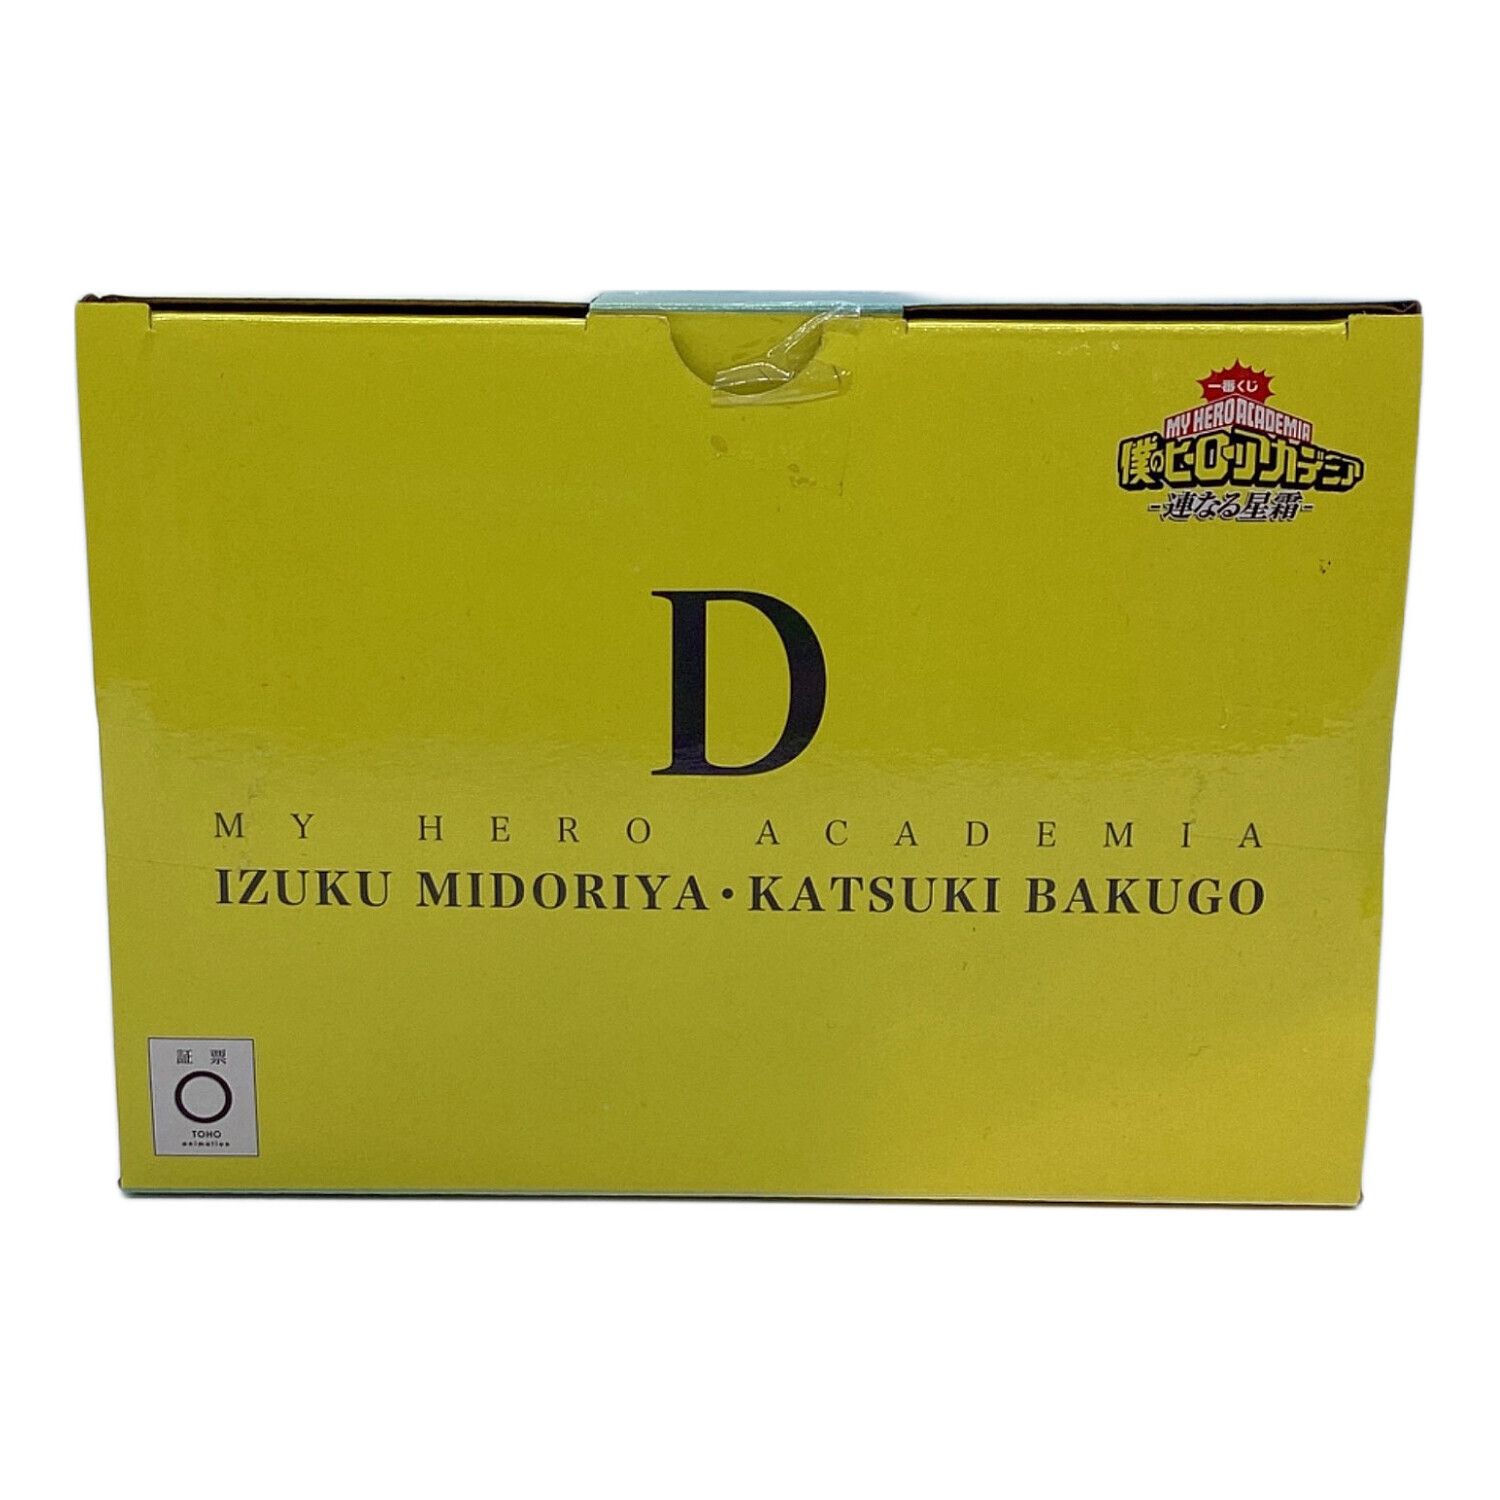 一番くじ
MY HERO ACADEMIA
僕のヒーローアカデミア
-連なる星霜-
D
MY HERO ACADEMIA
IZUKU MIDORIYA・KATSUKI BAKUGO
証票
TOHO
animation